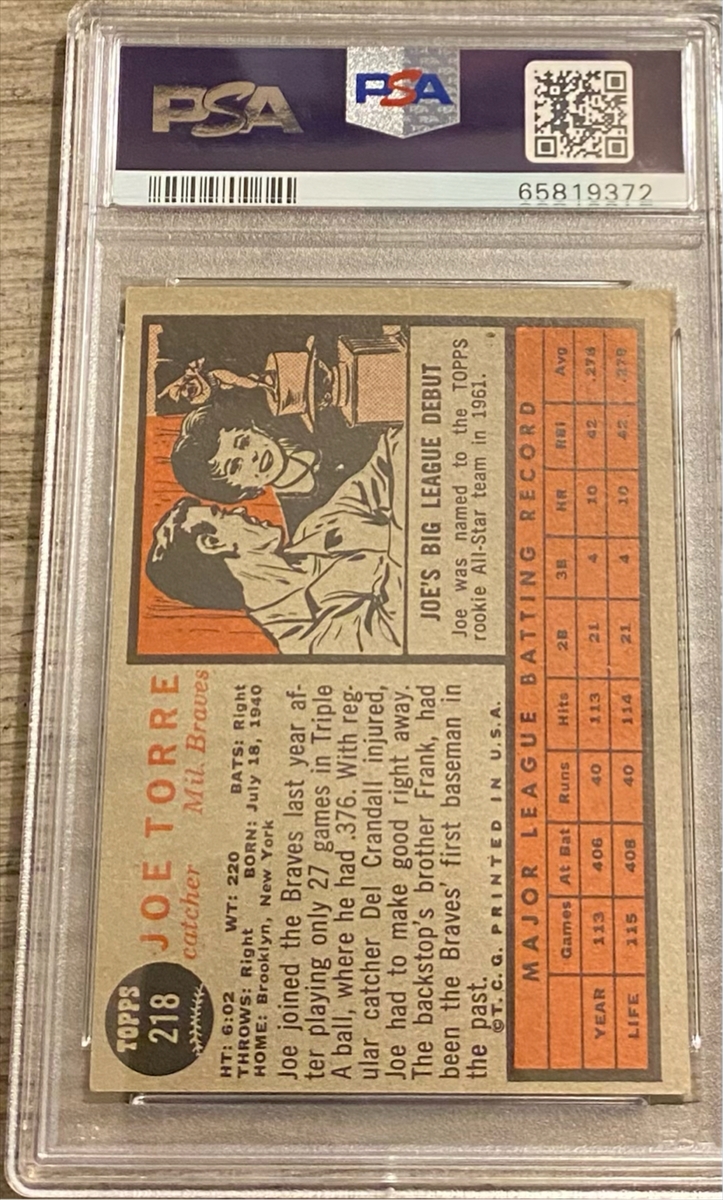 PSA
PSA
65819372
TOPPS
218
JOE TORRE
catcher Mil. Braves
HT: 6:02 WT: 220 BATS: Right
THROWS: Right BORN: July 18, 1940
HOME: Brooklyn, New York
Joe joined the Braves last year af-
ter playing only 27 games in Triple
A ball, where he had .376. With reg-
ular catcher Del Crandall injured,
Joe had to make good right away.
The backstop's brother Frank, had
been the Braves' first baseman in
the past.
©T. C. G. PRINTED IN U.S.A.
JOE'S BIG LEAGUE DEBUT
Joe was named to the TOPPS
rookie All-Star team in 1961.
MAJOR LEAGUE BATTING RECORD
Games At Bat Runs Hits 2B 3B HR RBI Avg
YEAR 113 406 40 113 21 4 10 42 .278
LIFE 115 408 40 114 21 4 10 42 .279